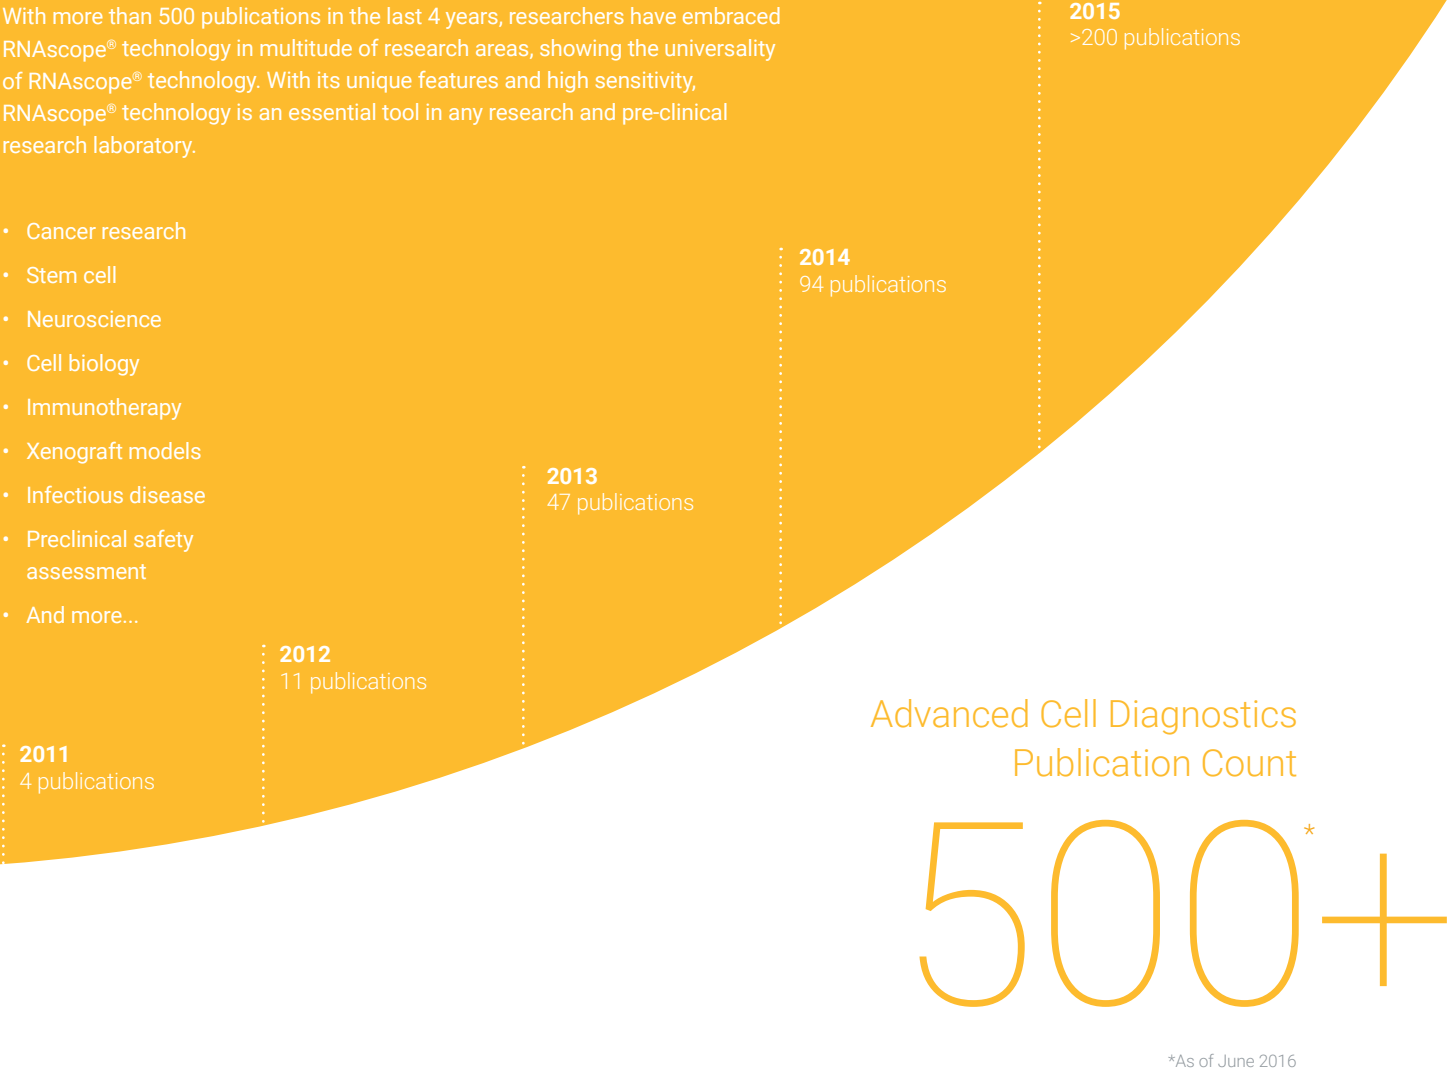 With more than 500 publications in the last 4 years, researchers have embraced
RNAscope® technology in multitude of research areas, showing the universality
of RNAscope® technology. With its unique features and high sensitivity,
RNAscope® technology is an essential tool in any research and pre-clinical
research laboratory.
• Cancer research
• Stem cell
• Neuroscience
• Cell biology
• Immunotherapy
• Xenograft models
• Infectious disease
• Preclinical safety
assessment
• And more...
2011
4 publications
2012
11 publications
2013
47 publications
2014
94 publications
2015
>200 publications
Advanced Cell Diagnostics
Publication Count
500*+
*As of June 2016